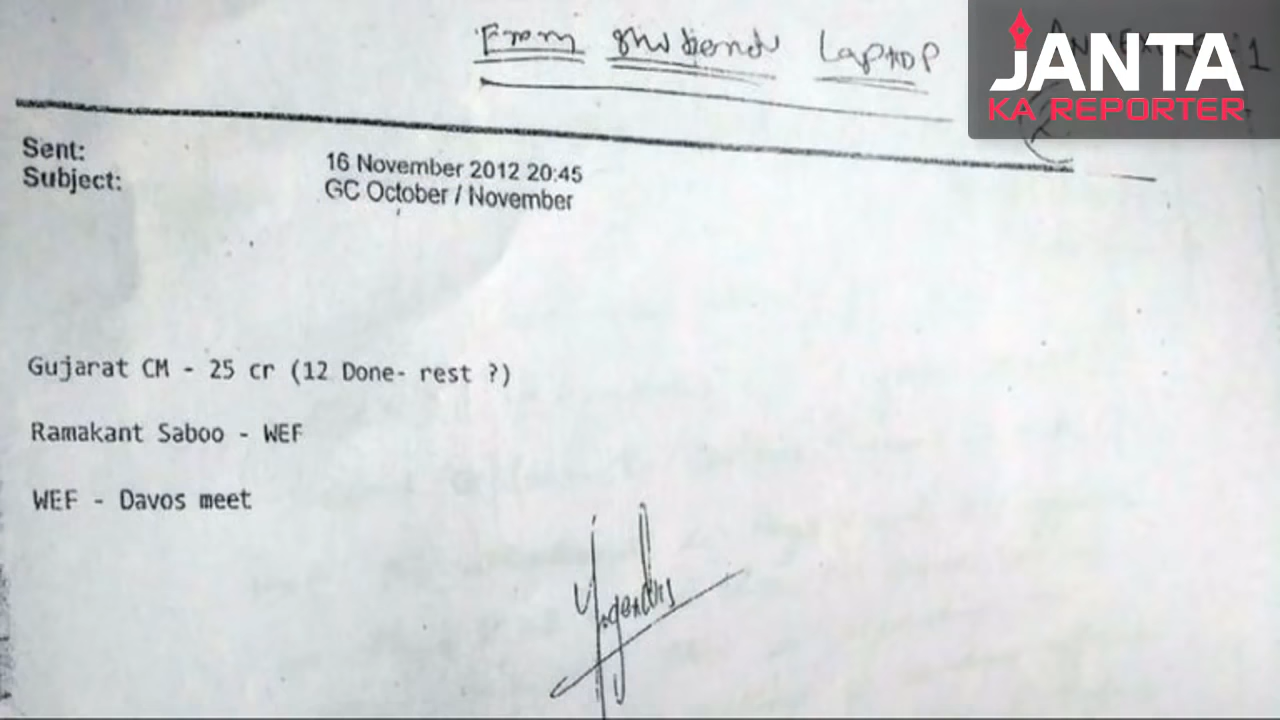 From Shubendu Laptop
JANTA
KA REPORTER
Sent: 16 November 2012 20:45
Subject: GC October / November
Gujarat CM - 25 cr (12 Done- rest ?)
Ramakant Saboo - WEF
WEF - Davos meet